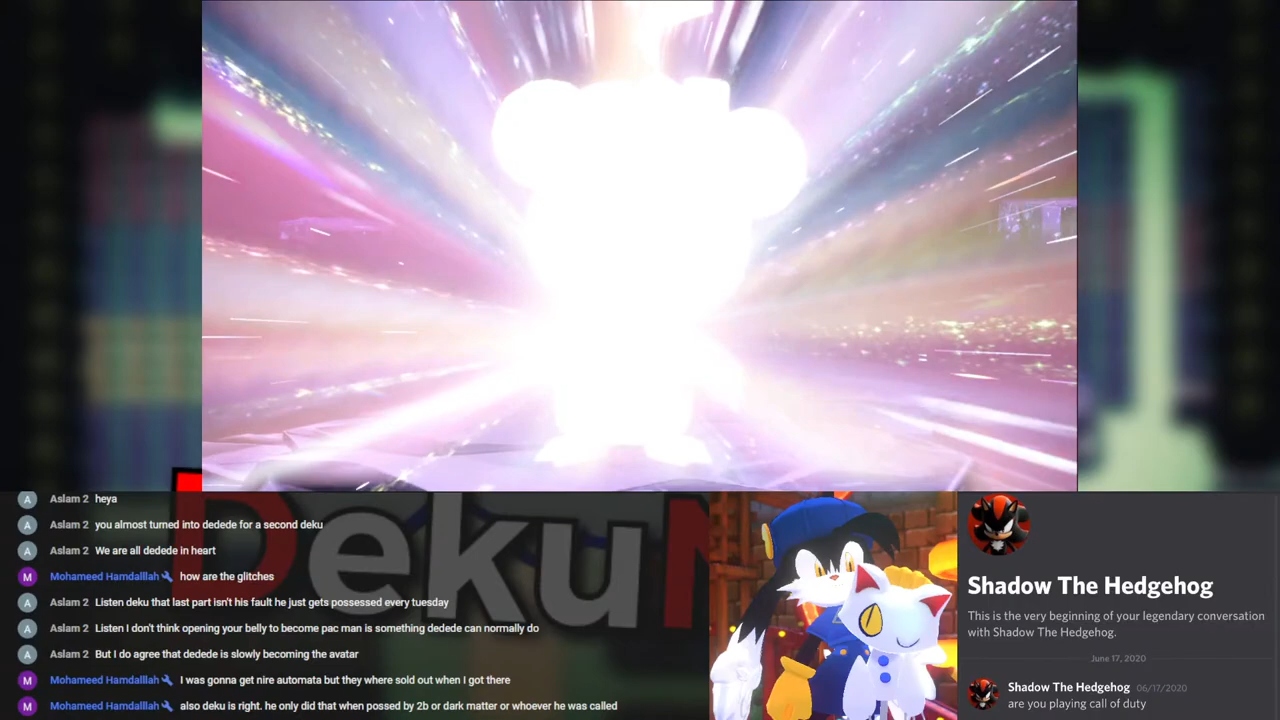 Aslam 2 heya
Aslam 2 you almost turned into dedede for a second deku
Aslam 2 We are all dedede in heart
M Mohameed Hamdalllah how are the glitches
A Aslam 2 Listen deku that last part isn't his fault he just gets possessed every tuesday
A Aslam 2 Listen I don't think opening your belly to become pac man is something dedede can normally do
A Aslam 2 But I do agree that dedede is slowly becoming the avatar
M Mohameed Hamdalllah I was gonna get nire automata but they where sold out when I got there
M Mohameed Hamdalllah also deku is right. he only did that when possed by 2b or dark matter or whoever he was called
Deku
Shadow The Hedgehog
This is the very beginning of your legendary conversation
with Shadow The Hedgehog.
June 17, 2020
Shadow The Hedgehog 06/17/2020
are you playing call of duty